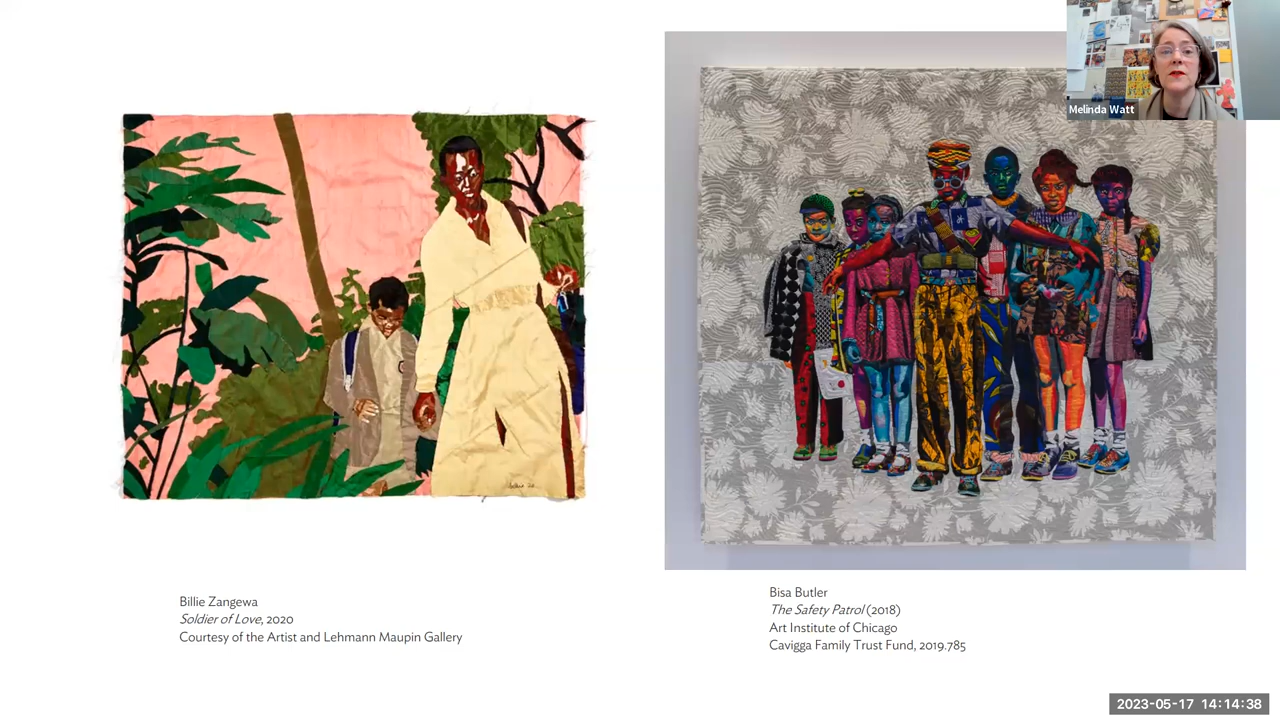 Melinda Watt
Billie Zangewa
Soldier of Love, 2020
Courtesy of the Artist and Lehmann Maupin Gallery
Bisa Butler
The Safety Patrol (2018)
Art Institute of Chicago
Cavigga Family Trust Fund, 2019.785
2023-05-17 14:14:38